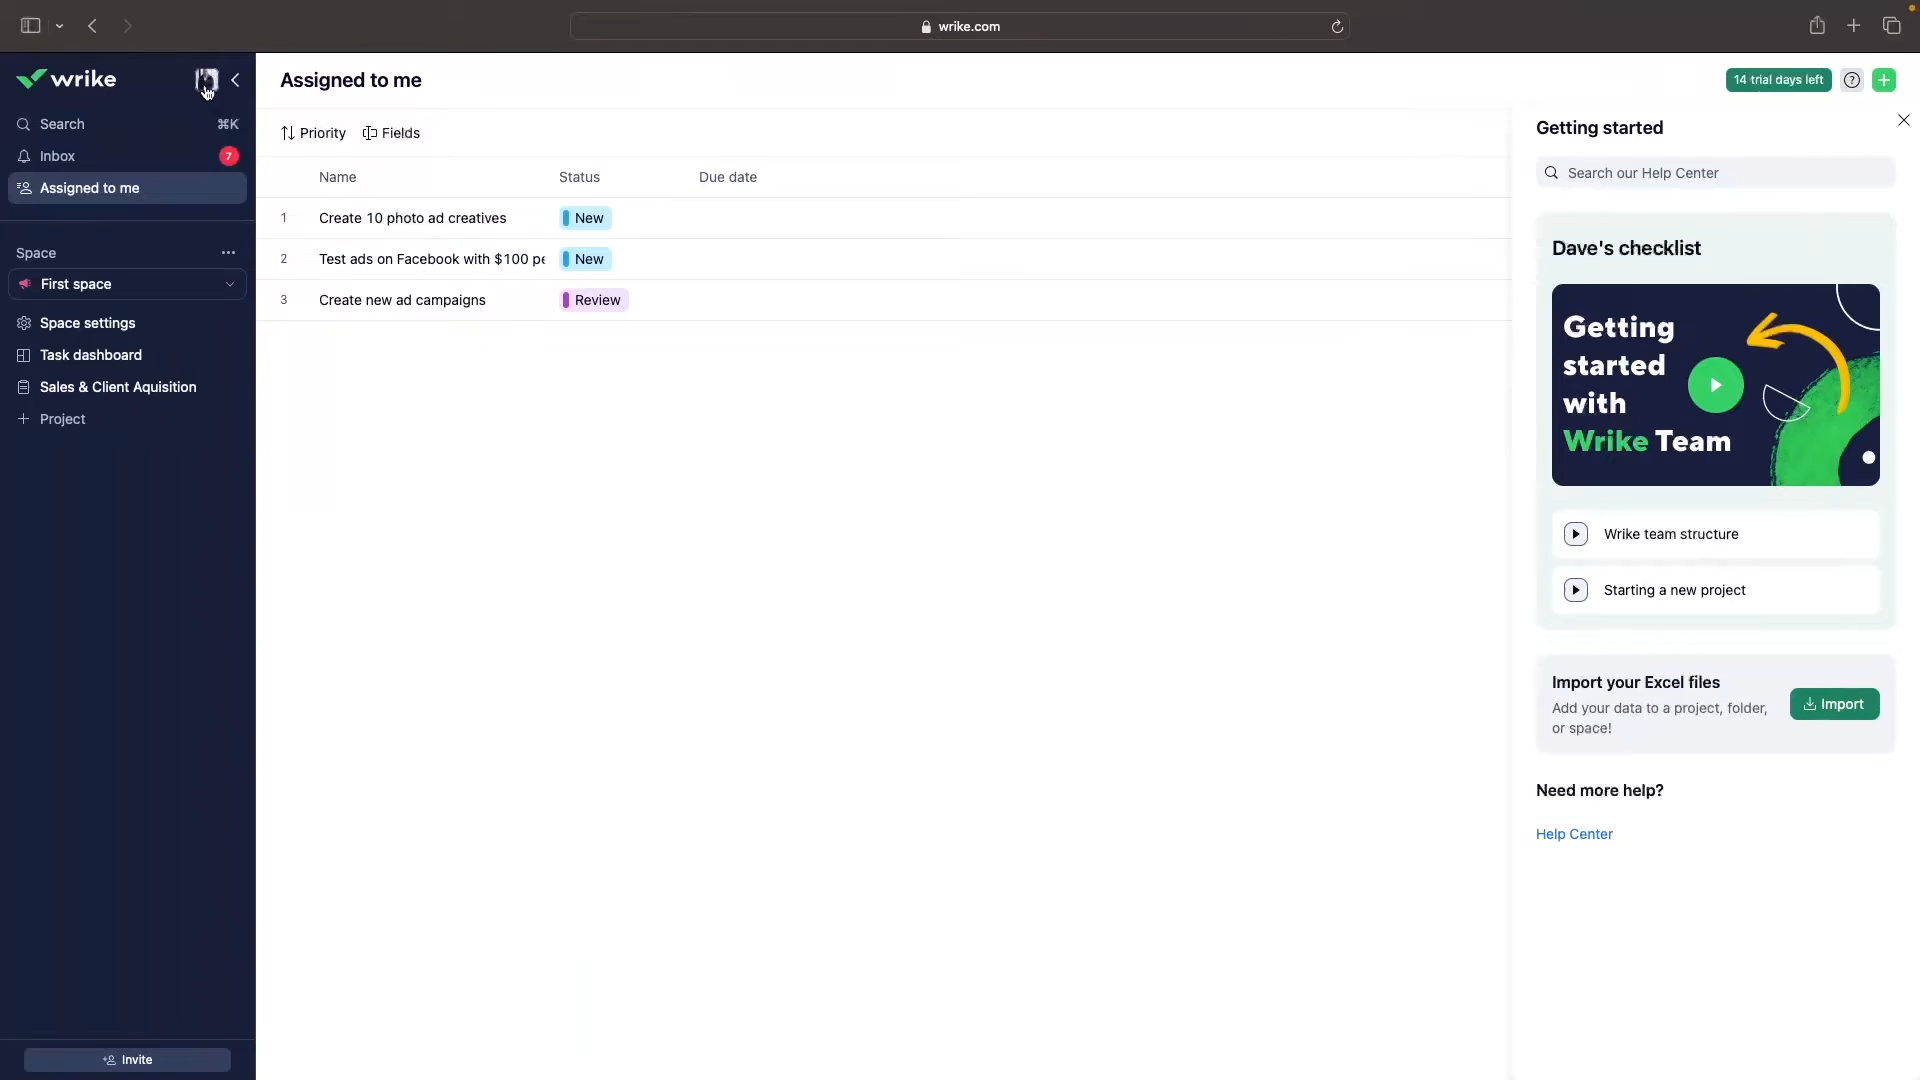 wrike.com
wrike
Assigned to me
14 trial days left
Search
⌘K
Inbox
7
Assigned to me
Space
First space
Space settings
Task dashboard
Sales & Client Aquisition
Project
Invite
Priority
Fields
Name Status Due date
1 Create 10 photo ad creatives New
2 Test ads on Facebook with $100 pe New
3 Create new ad campaigns Review
Getting started
Search our Help Center
Dave's checklist
Getting
started
with
Wrike Team
Wrike team structure
Starting a new project
Import your Excel files
Add your data to a project, folder,
or space!
Import
Need more help?
Help Center